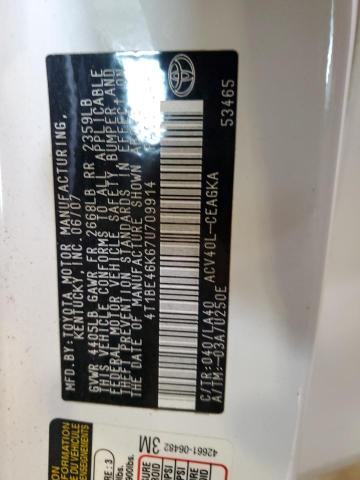 MFD.BY: TOYOTA MOTOR MANUFACTURING,
KENTUCKY, INC. 06/07
GVWR 4405LB GAWR FR 2668LB RR 2359LB
THIS VEHICLE CONFORMS TO ALL APPLICABLE
FEDERAL MOTOR VEHICLE SAFETY BUMPER, AND
THEFT PREVENTION STANDARDS IN EFFECT ON
THE DATE OF MANUFACTURE SHOWN
4T1BE46K67U709914
C/TR: 040/LA40 ACV40L-CEAGKA
A/TM: -03A/U250E 53465
42661-06482
3M